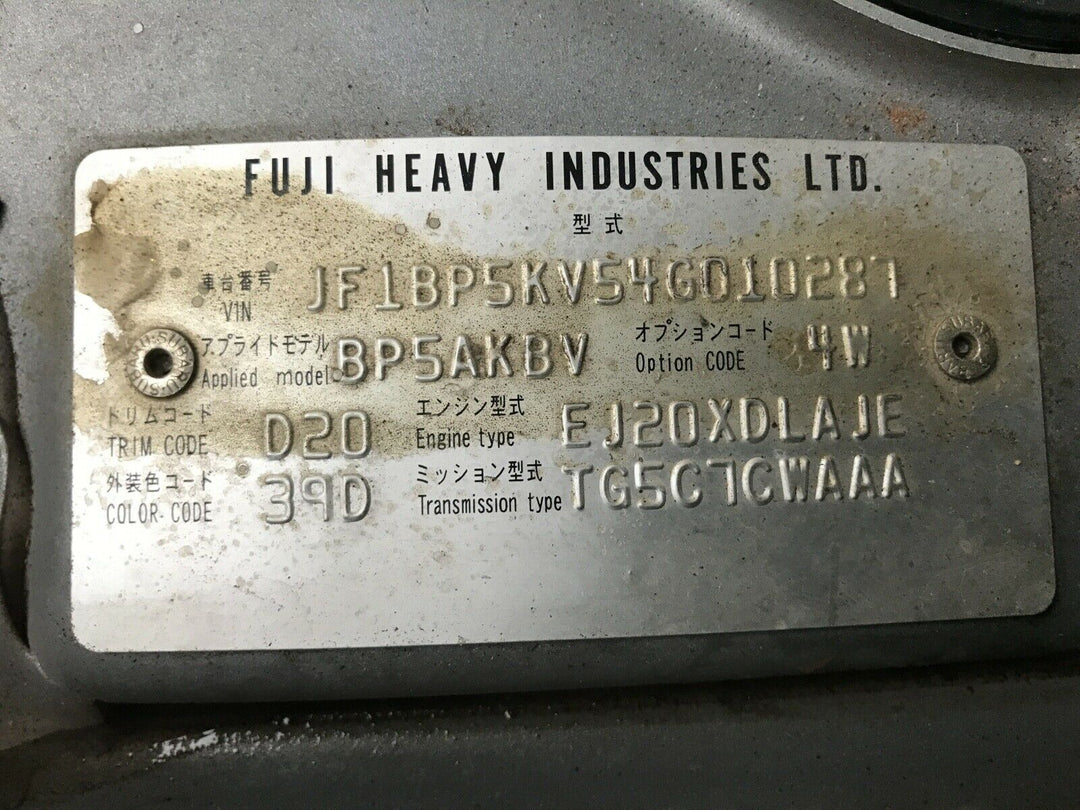 FUJI HEAVY INDUSTRIES LTD.
型式
車台番号 VIN JF1BP5KV54G010287
アプライドモデル Applied model BP5AKBV オプションコード Option CODE 4W
トリムコード TRIM CODE D20 エンジン型式 Engine type EJ20XDLAJE
外装色コード COLOR CODE 39D ミッション型式 Transmission type TG5C7CWAAA
SUBARU SUBARU